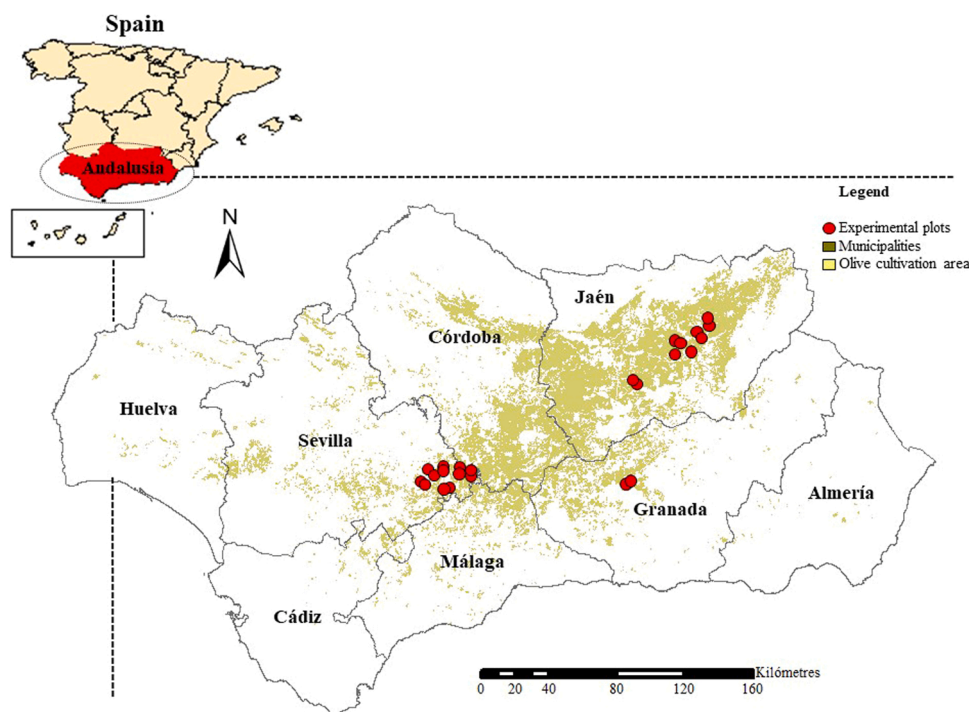 Spain
Andalusía
N
Legend
Experimental plots
Municipalities
Olive cultivation area
Jaén
Córdoba
Huelva
Sevilla
Almería
Granada
Málaga
Cádiz
Kilómetres
0 20 40 80 120 160